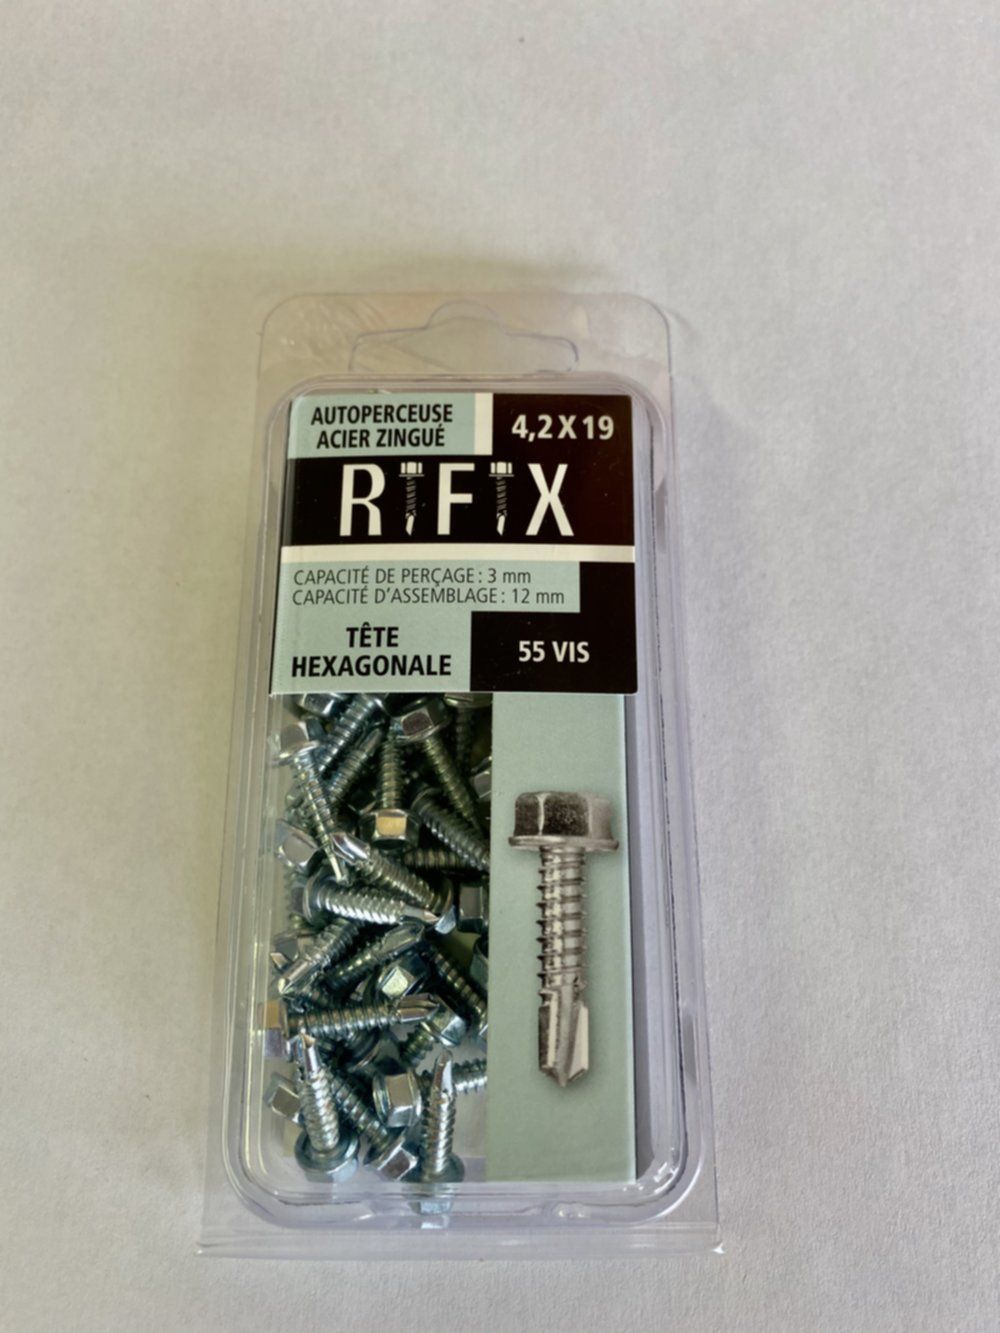 AUTOPERCEUSE
ACIER ZINGUÉ
4,2 X 19
RIFIX
CAPACITÉ DE PERÇAGE : 3 mm
CAPACITÉ D'ASSEMBLAGE : 12 mm
TÊTE
HEXAGONALE
55 VIS